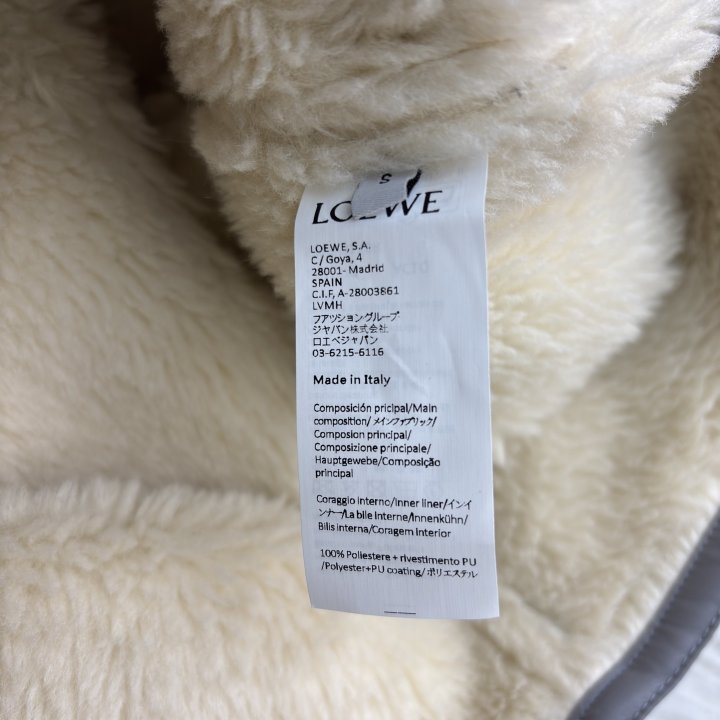 S
LOEWE
LOEWE, S.A.
C / Goya, 4
28001- Madrid
SPAIN
C.I.F, A-28003861
LVMH
ファツショングループ
ジャパン株式会社
ロエベジャパン
03-6215-6116
Made in Italy
Composición pricipal/Main
composition/ メインファブリック/
Composion principal/
Composizione principale/
Hauptgewebe/Composição
principal
Coraggio interno/inner liner/インイ
ンナー/La bile Interne/Innenkühn/
Bilis interna/Coragem Interior
100% Poliestere + rivestimento PU
/Polyester+PU coating/ポリエステル